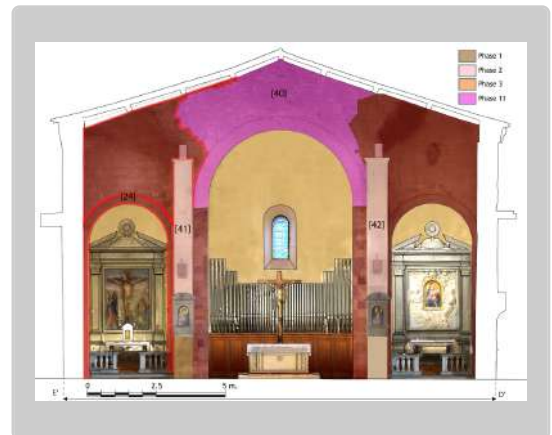 Phase 1
Phase 2
Phase 3
Phase 11
[40]
[24]
[41]
[42]
0 2,5 5 m.
E' D'